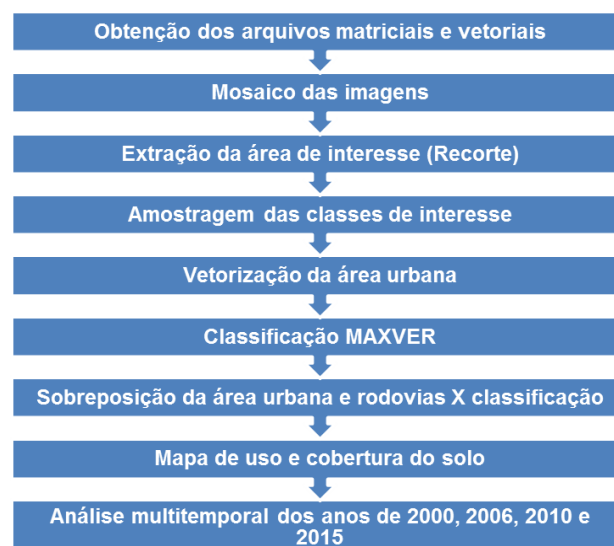 Obtenção dos arquivos matriciais e vetoriais
Mosaico das imagens
Extração da área de interesse (Recorte)
Amostragem das classes de interesse
Vetorização da área urbana
Classificação MAXVER
Sobreposição da área urbana e rodovias X classificação
Mapa de uso e cobertura do solo
Análise multitemporal dos anos de 2000, 2006, 2010 e
2015